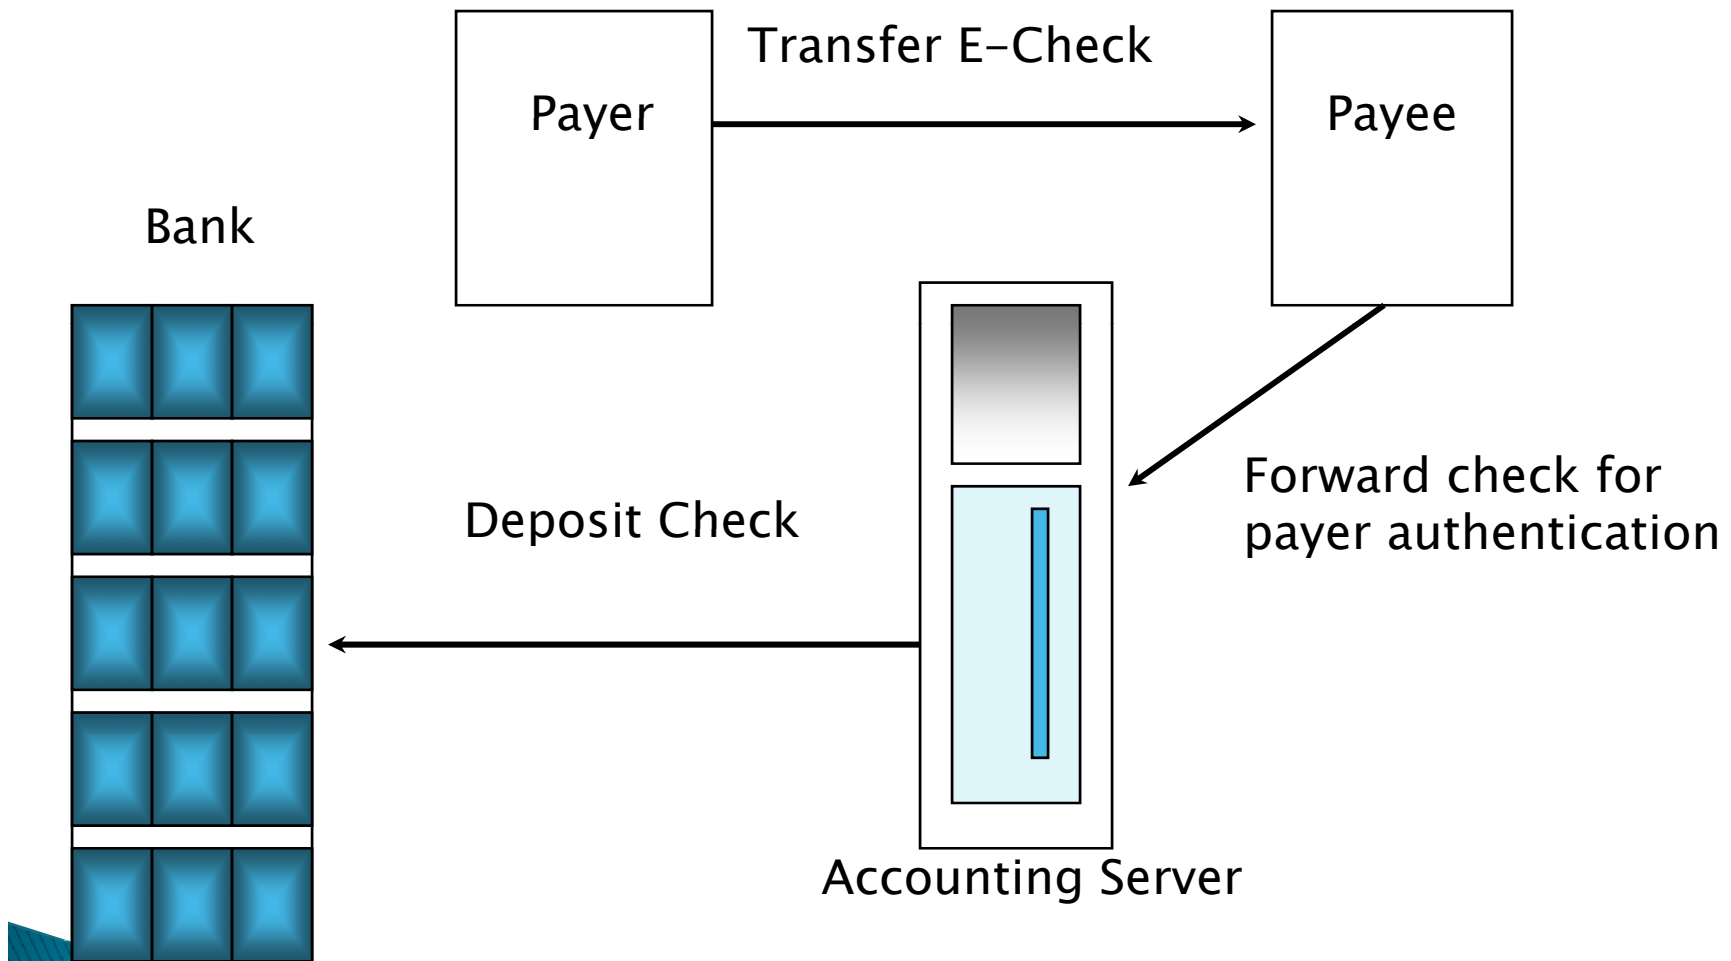 Transfer E-Check
Payer
Payee
Bank
Forward check for
payer authentication
Deposit Check
Accounting Server